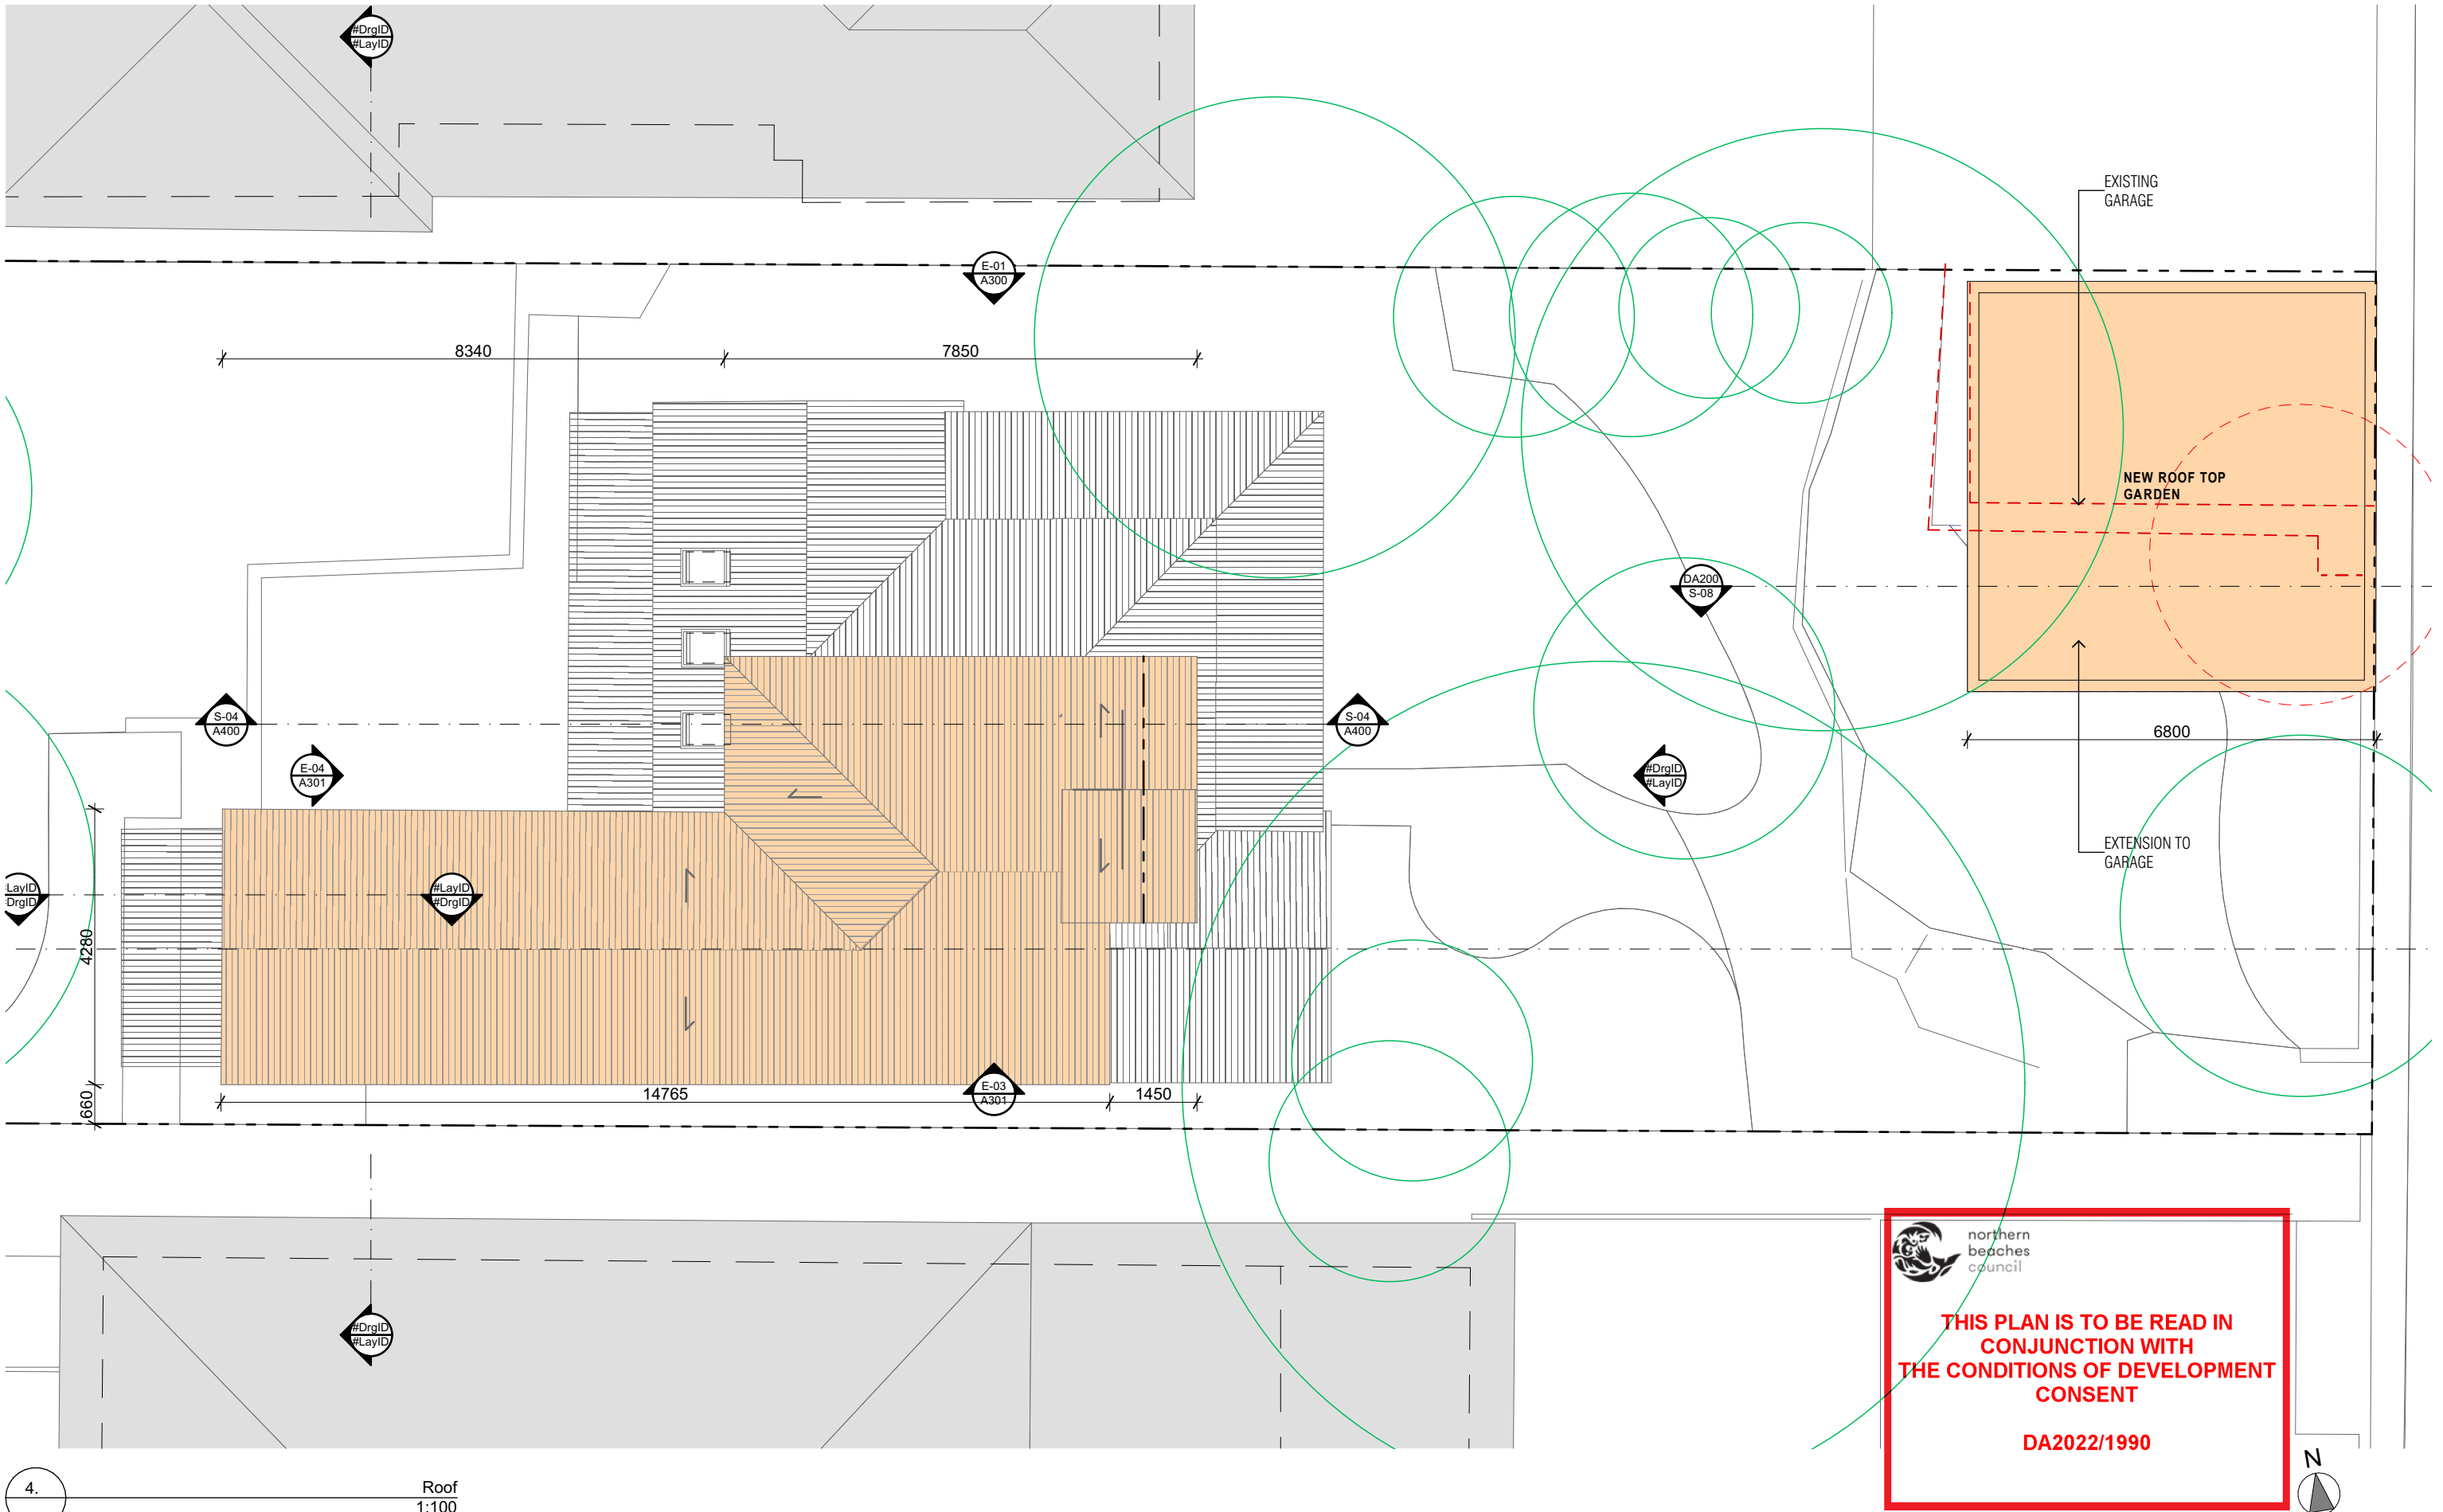 #DrgID
#LayID
EXISTING
GARAGE
E-01
A300
8340
7850
NEW ROOF TOP
GARDEN
DA200
S-08
S-04
A400
S-04
A400
6800
E-04
A301
#DrgID
#LayID
EXTENSION TO
GARAGE
#LayID
#DrgID
LayID
DrgID
4280
660
14765
E-03
A301
1450
northern
beaches
council
THIS PLAN IS TO BE READ IN
CONJUNCTION WITH
THE CONDITIONS OF DEVELOPMENT
CONSENT
DA2022/1990
#DrgID
#LayID
N
4.
Roof
1:100